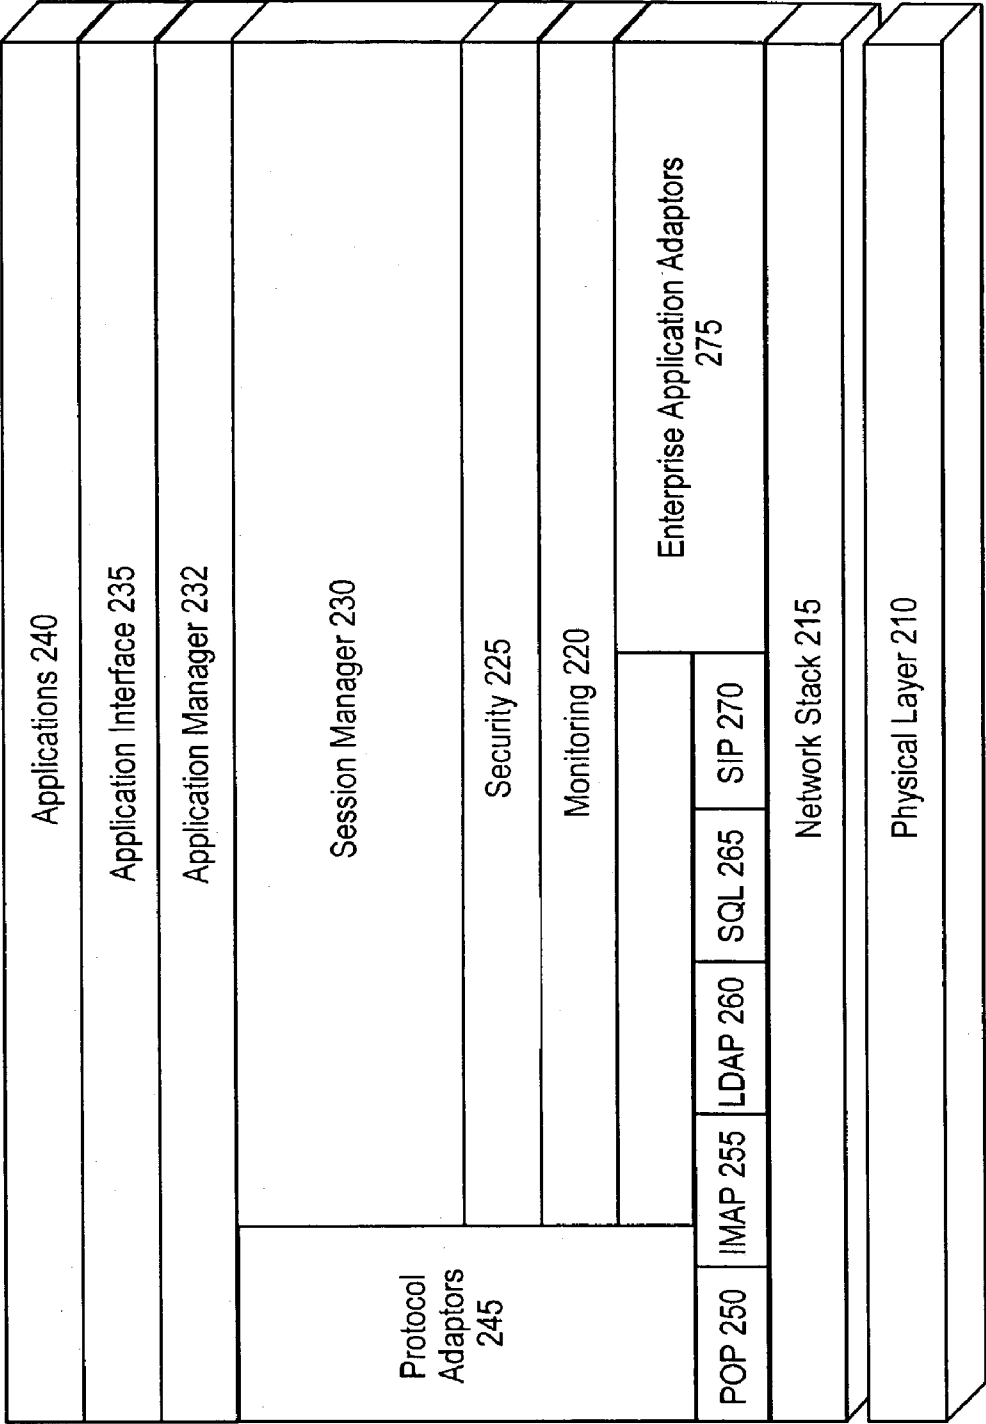 Applications 240
Application Interface 235
Application Manager 232
Protocol
Adaptors
245
Session Manager 230
Security 225
Monitoring 220
Enterprise Application Adaptors
275
POP 250
IMAP 255
LDAP 260
SQL 265
SIP 270
Network Stack 215
Physical Layer 210